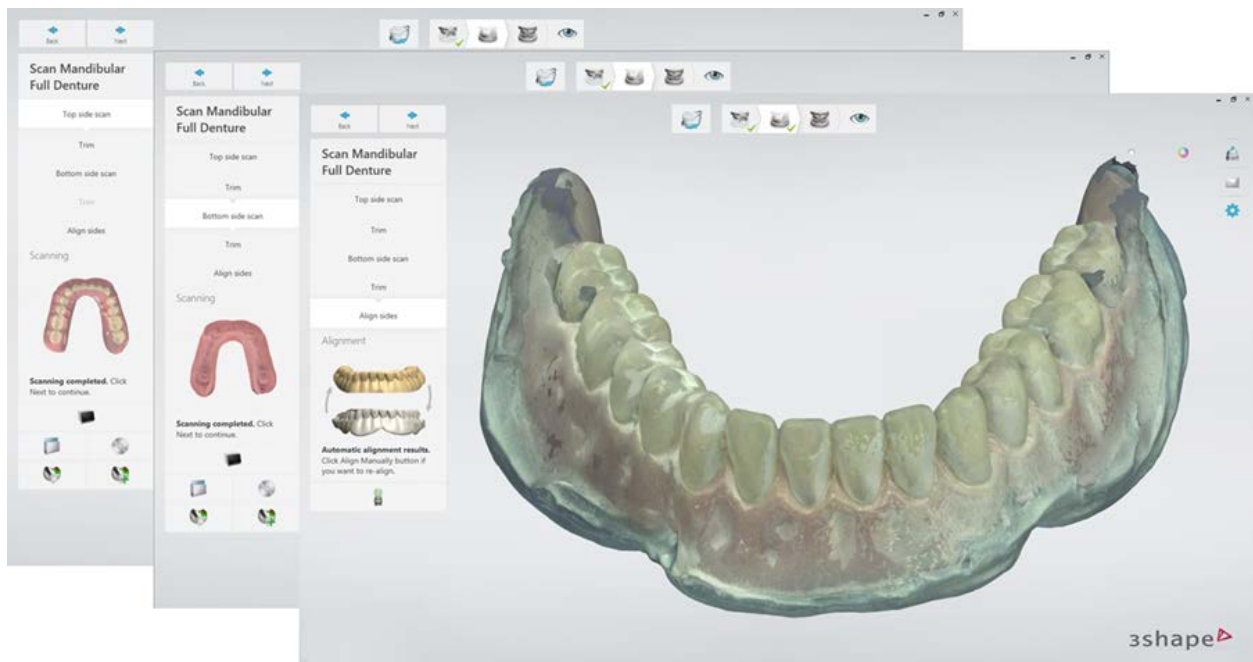 Back Next
Scan Mandibular
Full Denture
Top side scan
Trim
Bottom side scan
Trim
Align sides
Scanning
Scanning completed. Click
Next to continue.
Back Next
Scan Mandibular
Full Denture
Top side scan
Trim
Bottom side scan
Trim
Align sides
Scanning
Scanning completed. Click
Next to continue.
Back Next
Scan Mandibular
Full Denture
Top side scan
Trim
Bottom side scan
Trim
Align sides
Alignment
Automatic alignment results.
Click Align Manually button if
you want to re-align.
3shape